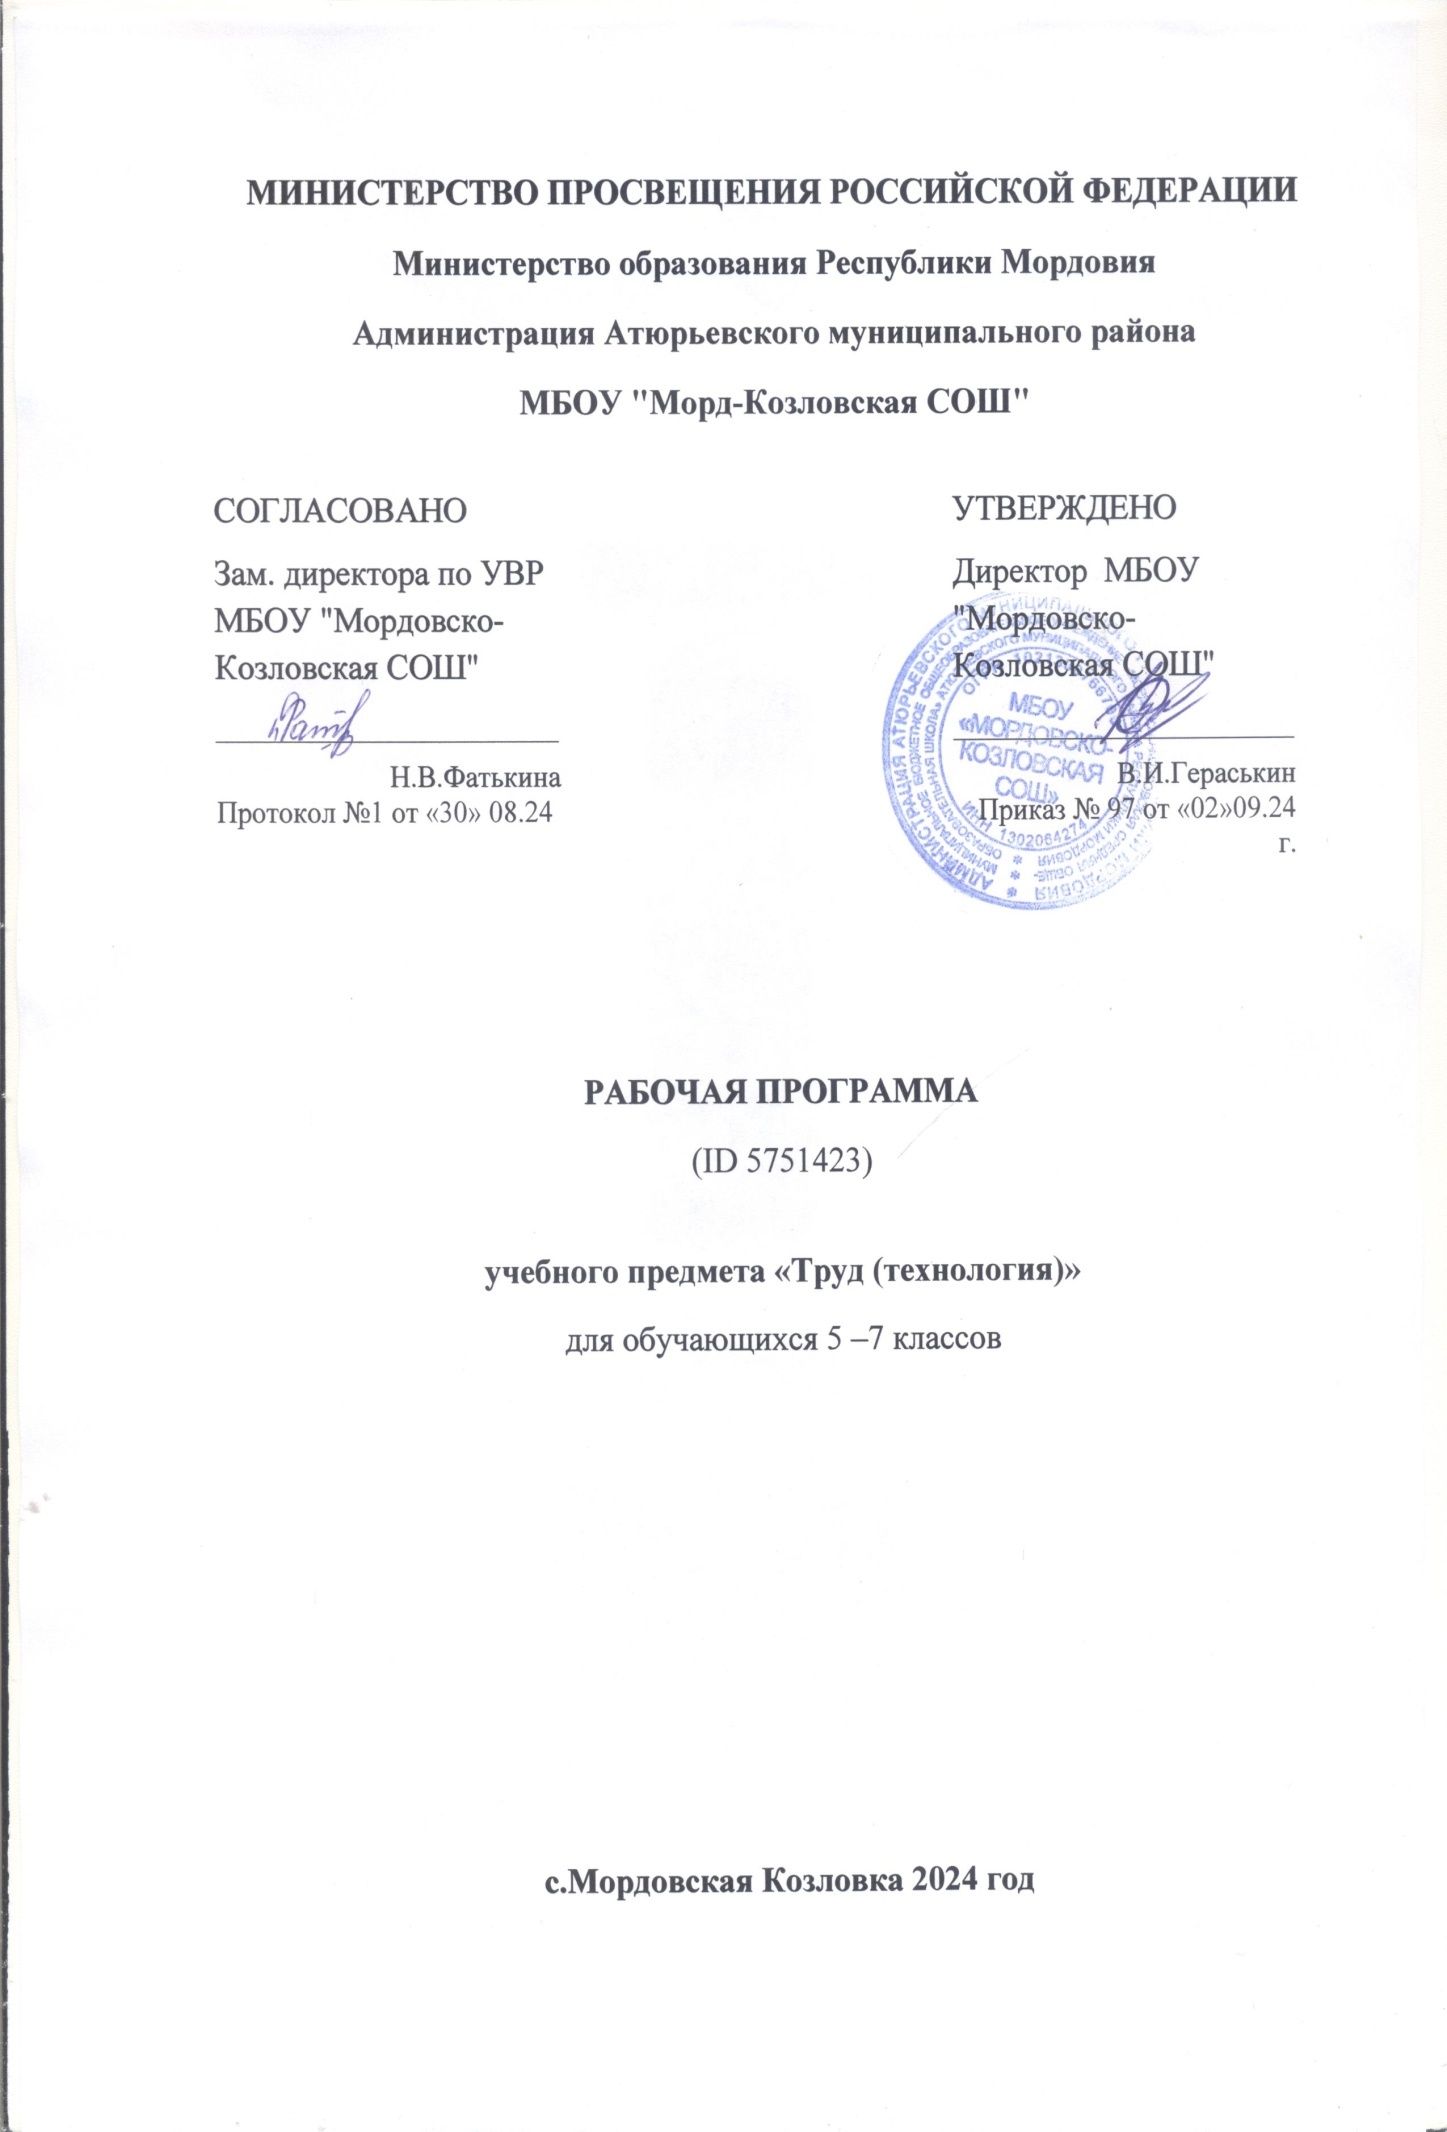 МИНИСТЕРСТВО ПРОСВЕЩЕНИЯ РОССИЙСКОЙ ФЕДЕРАЦИИ
Министерство образования Республики Мордовия
Администрация Атюрьевского муниципального района
МБОУ "Морд-Козловская СОШ"
СОГЛАСОВАНО
Зам. директора по УВР
МБОУ "Мордовско-
Козловская СОШ"
Н.В.Фатькина
Протокол №1 от «30» 08.24
УТВЕРЖДЕНО
Директор МБОУ
"Мордовско-
Козловская СОШ"
В.И.Гераськин
Приказ № 97 от «02»09.24
г.
МБОУ
«МОРДОВСКО-
КОЗЛОВСКАЯ
СОШ»
ИНН 1302064274
РАБОЧАЯ ПРОГРАММА
(ID 5751423)
учебного предмета «Труд (технология)»
для обучающихся 5 –7 классов
с.Мордовская Козловка 2024 год